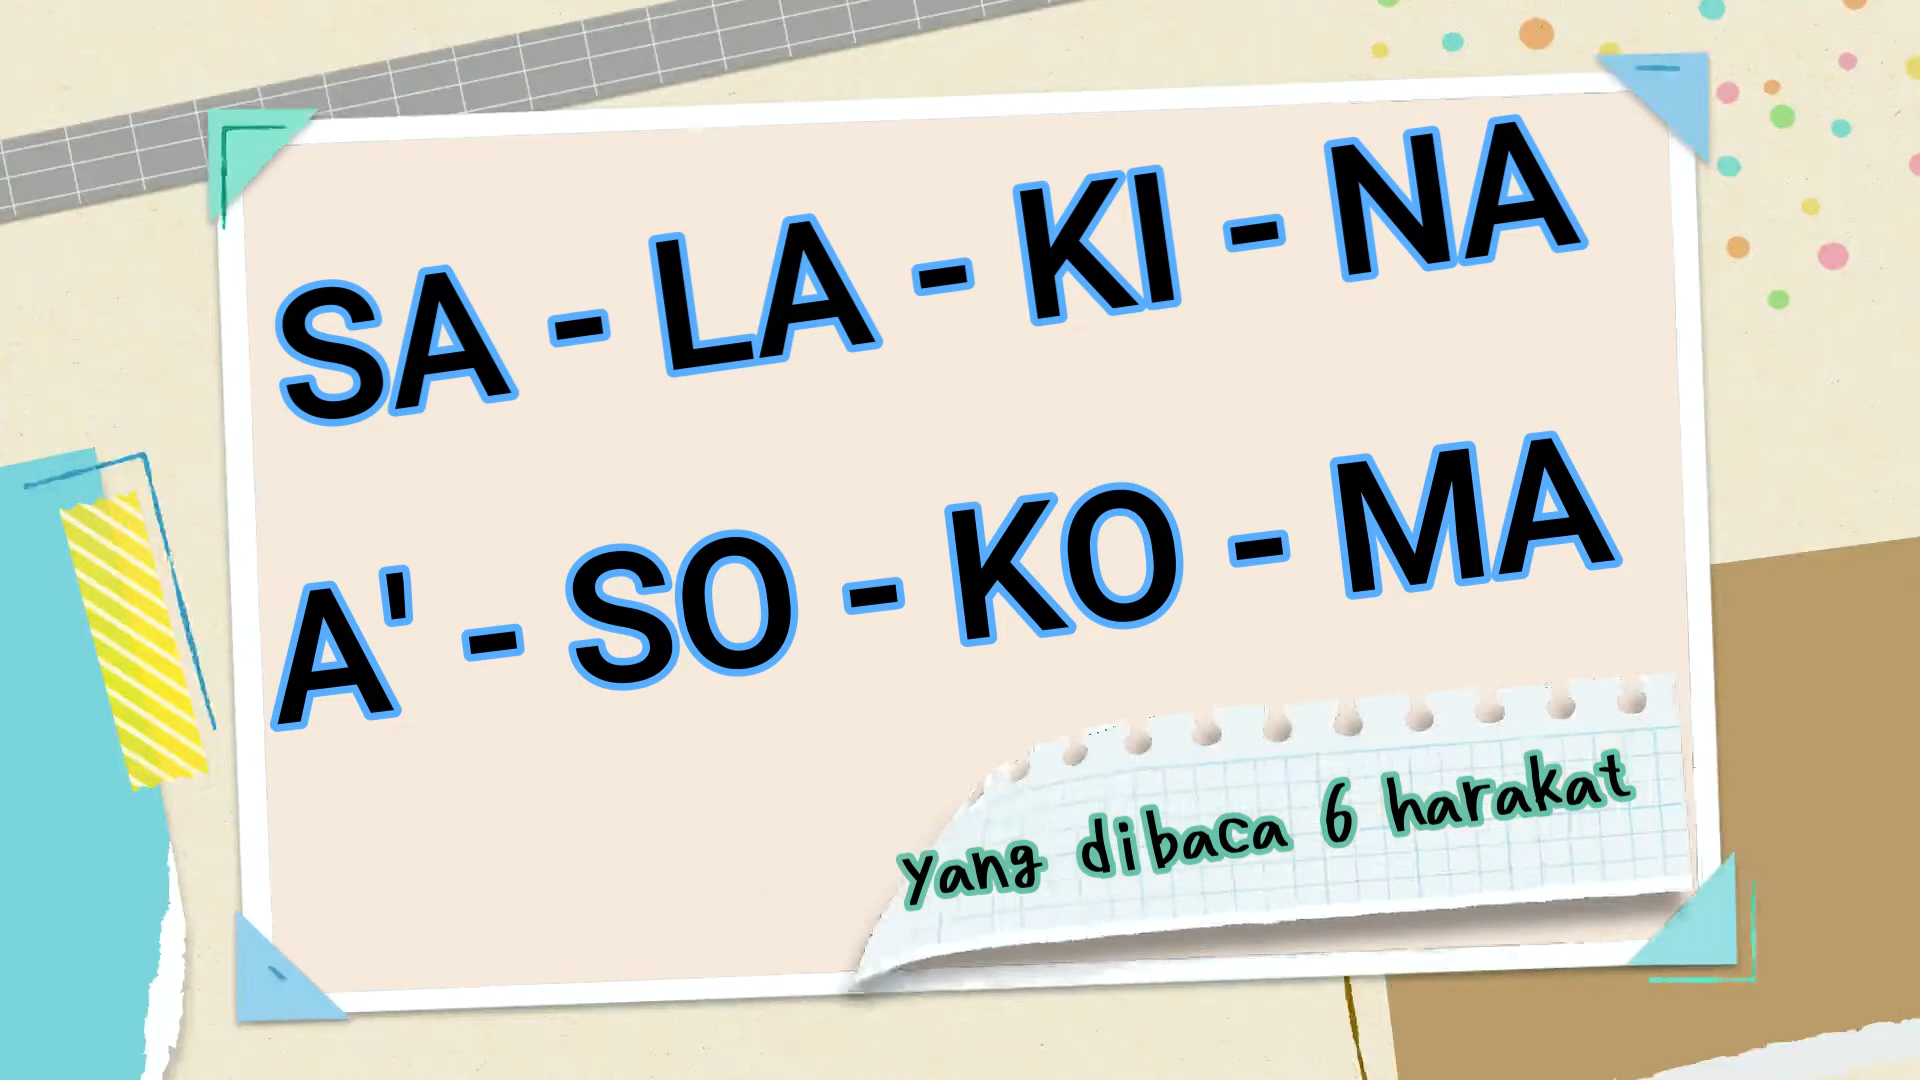 SA - LA - KI - NA
A' - SO - KO - MA
yang dibaca 6 harakat